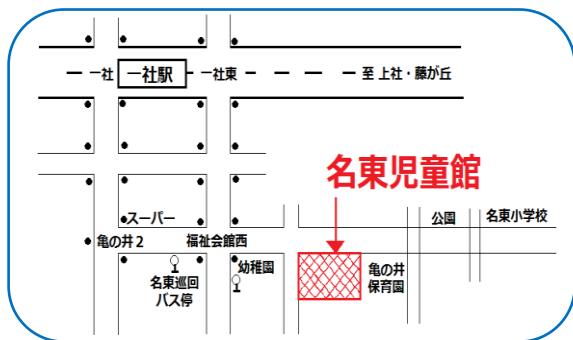 一社
一社駅
一社東
至 上社・藤が丘
名東児童館
スーパー
公園
名東小学校
亀の井２
福祉会館西
名東巡回
バス停
幼稚園
亀の井
保育園